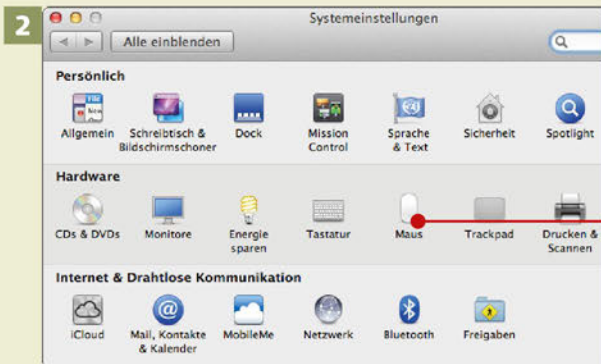 2
Systemeinstellungen
Alle einblenden
Persönlich
Allgemein
Schreibtisch &
Bildschirmschoner
Dock
Mission
Control
Sprache
& Text
Sicherheit
Spotlight
Hardware
CDs & DVDs
Monitore
Energie
sparen
Tastatur
Maus
Trackpad
Drucken &
Scannen
Internet & Drahtlose Kommunikation
iCloud
Mail, Kontakte
& Kalender
MobileMe
Netzwerk
Bluetooth
Freigaben